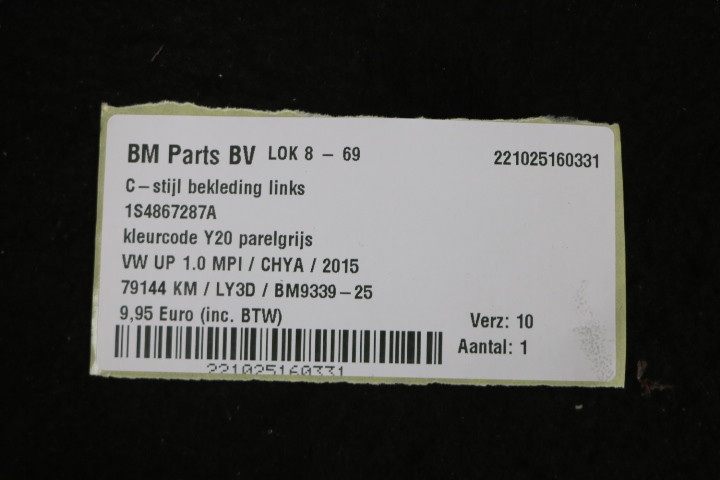 BM Parts BV LOK 8 - 69 221025160331
C-stijl bekleding links
1S4867287A
kleurcode Y20 parelgrijs
VW UP 1.0 MPI / CHYA / 2015
79144 KM / LY3D / BM9339-25
9,95 Euro (inc. BTW)
Verz: 10
Aantal: 1
221025160331